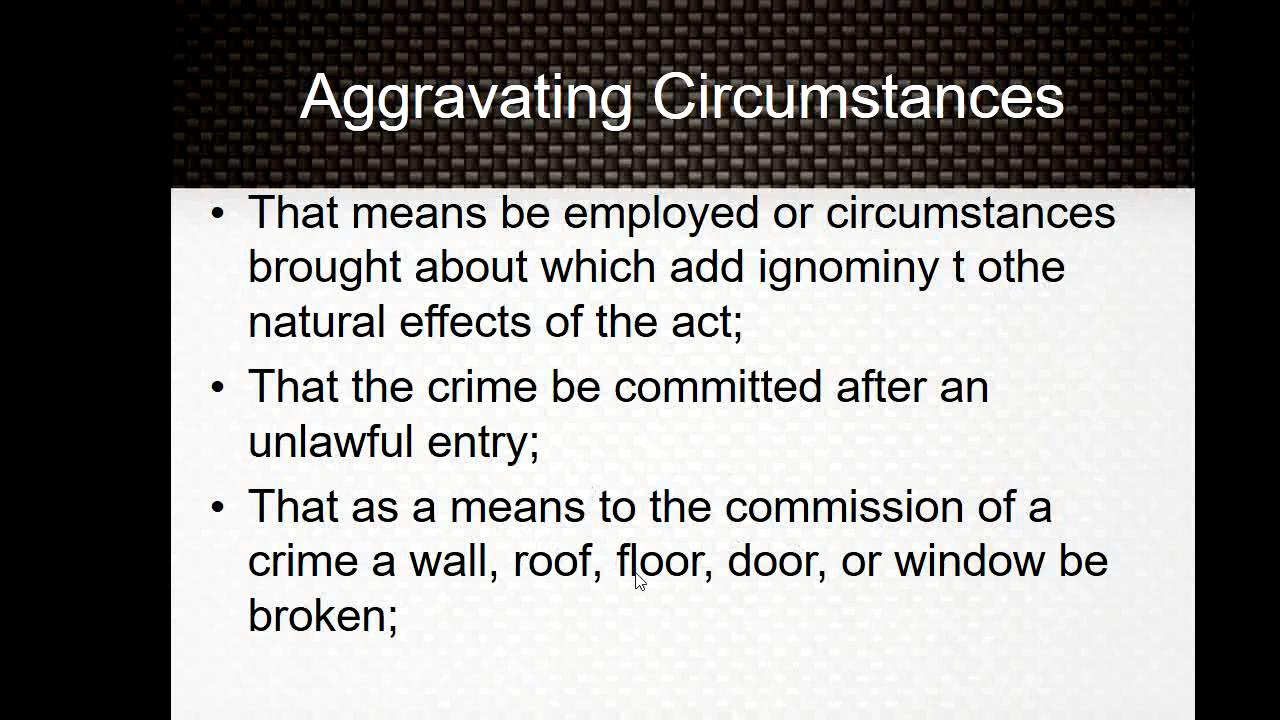 Aggravating Circumstances
• That means be employed or circumstances
brought about which add ignominy t othe
natural effects of the act;
• That the crime be committed after an
unlawful entry;
• That as a means to the commission of a
crime a wall, roof, floor, door, or window be
broken;